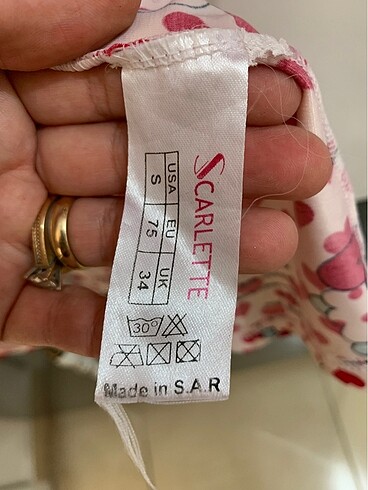 SCARLETTE
USA EU UK
S 75 34
30°
Made in S.A.R